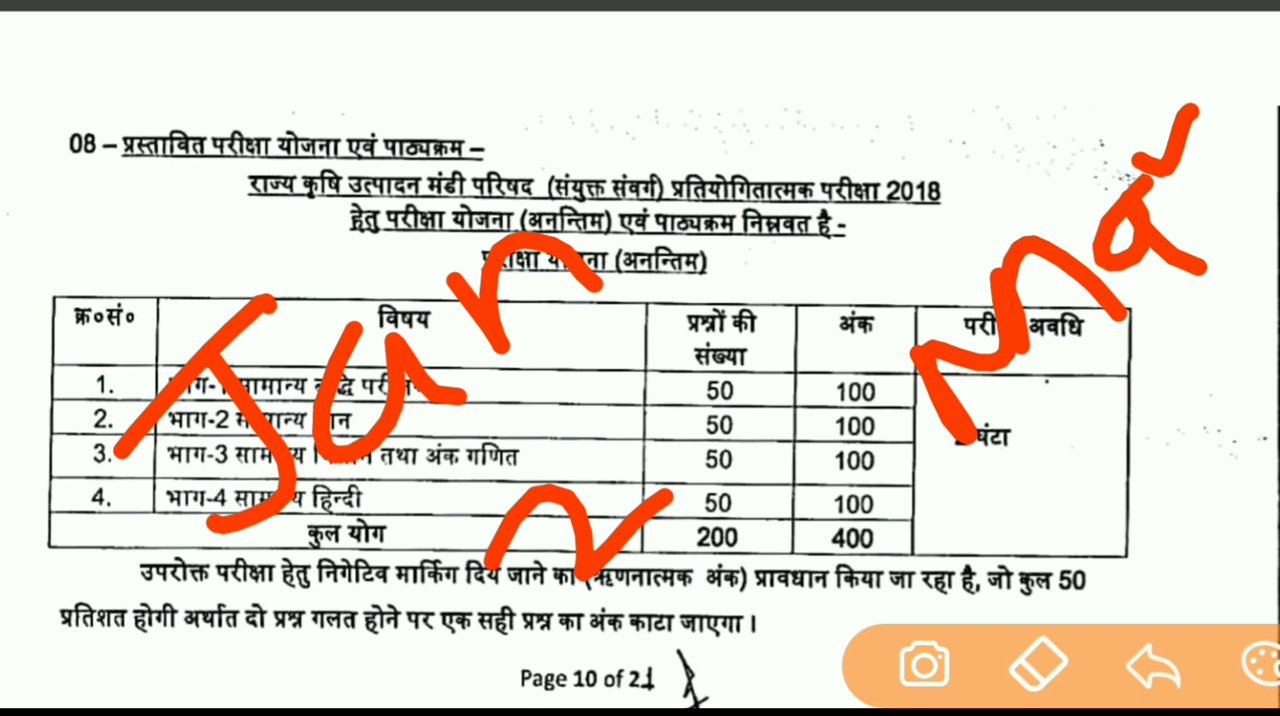 08 – प्रस्तावित परीक्षा योजना एवं पाठ्यक्रम –
राज्य कृषि उत्पादन मंडी परिषद (संयुक्त संवर्ग) प्रतियोगितात्मक परीक्षा 2018
हेतु परीक्षा योजना (अनन्तिम) एवं पाठ्यक्रम निम्नवत है -
(अनन्तिम)
क्र०सं० विषय प्रश्नों की संख्या अंक अवधि
1. 50 100
2. भाग-2 50 100 घंटा
3. भाग-3 तथा अंक गणित 50 100
4. भाग-4 हिन्दी 50 100
कुल योग 200 400
उपरोक्त परीक्षा हेतु निगेटिव मार्किंग दिये जाने का (ऋणनात्मक अंक) प्रावधान किया जा रहा है, जो कुल 50
प्रतिशत होगी अर्थात दो प्रश्न गलत होने पर एक सही प्रश्न का अंक काटा जाएगा।
Page 10 of 21
Jan
Mar
2